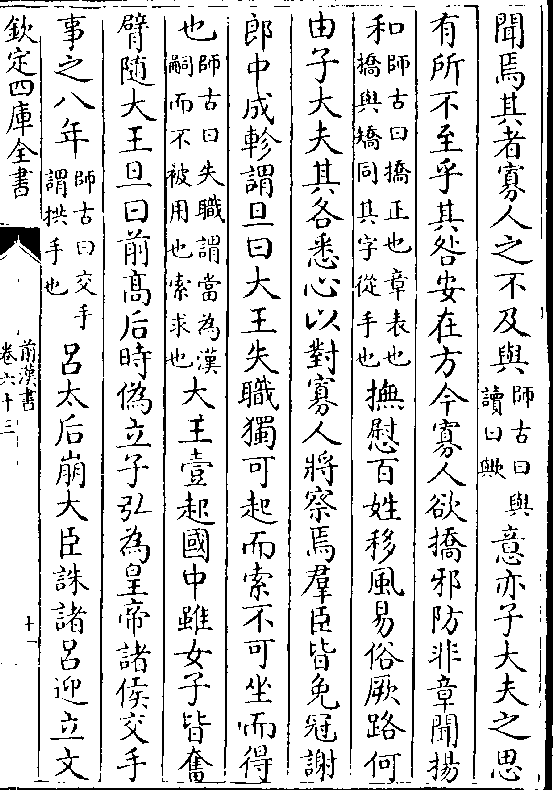 聞焉其者寡人之不及與師古曰與讀曰歟意亦子大夫之思
有所不至乎其咎安在方今寡人欲撟邪防非章聞揚
和師古曰撟正也章表也撟與矯同其字從手也撫慰百姓移風易俗厥路何
由子大夫其各悉心以對寡人將察焉羣臣皆免冠謝
郎中成軫謂旦曰大王失職獨可起而索不可坐而得
也師古曰失職謂當為漢嗣而不被用也索求也大王壹起國中雖女子皆奮
臂隨大王旦曰前髙后時偽立子弘為皇帝諸侯交手
事之八年師古曰交手謂拱手也呂太后崩大臣誅諸呂迎立文
欽定四庫全書
前漢書
卷六十三
十一